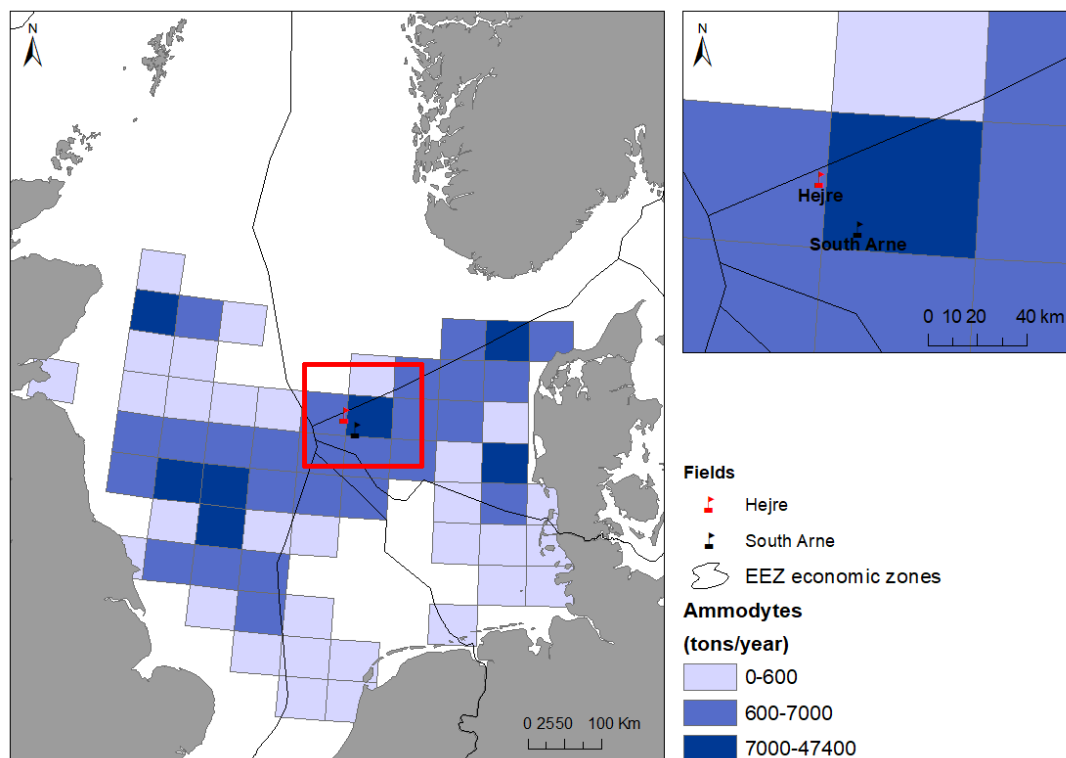 N
0 2550 100 Km
N
Hejre
South Arne
0 10 20 40 km
Fields
Hejre
South Arne
EEZ economic zones
Ammodytes
(tons/year)
0-600
600-7000
7000-47400